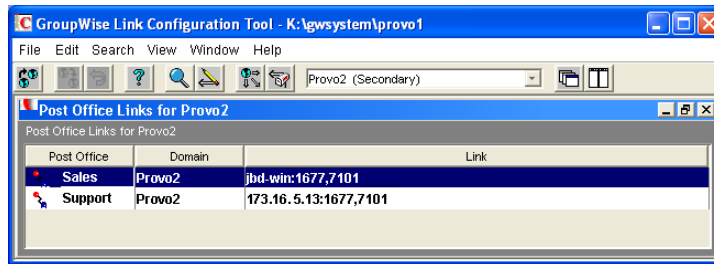 GroupWise Link Configuration Tool - K:\gwsystem\provo1
File Edit Search View Window Help
Provo2 (Secondary)
Post Office Links for Provo2
Post Office Links for Provo2
Post Office Domain Link
Sales Provo2 jbd-win:1677,7101
Support Provo2 173.16.5.13:1677,7101